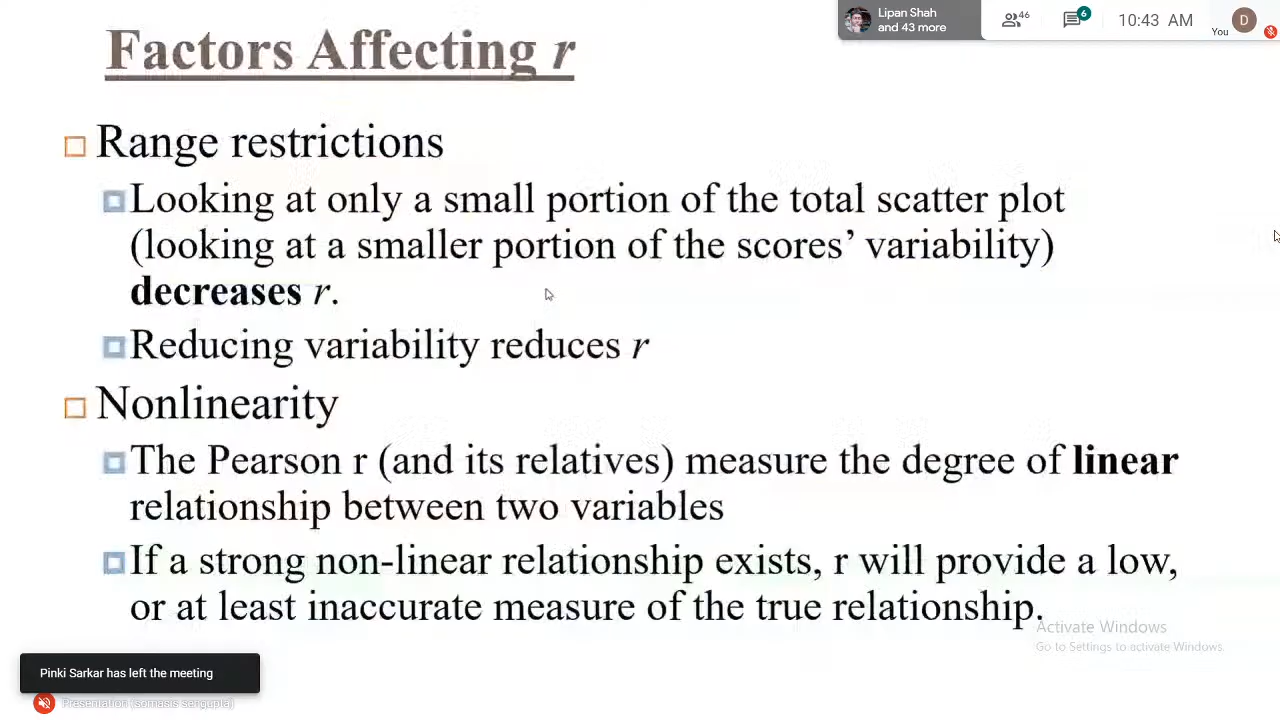 Lipan Shah
and 43 more
46
6
10:43 AM
You
D
Factors Affecting r
Range restrictions
Looking at only a small portion of the total scatter plot
(looking at a smaller portion of the scores’ variability)
decreases r.
Reducing variability reduces r
Nonlinearity
The Pearson r (and its relatives) measure the degree of linear
relationship between two variables
If a strong non-linear relationship exists, r will provide a low,
or at least inaccurate measure of the true relationship.
Activate Windows
Go to Settings to activate Windows.
Pinki Sarkar has left the meeting
Presentation (somasis sengupta)